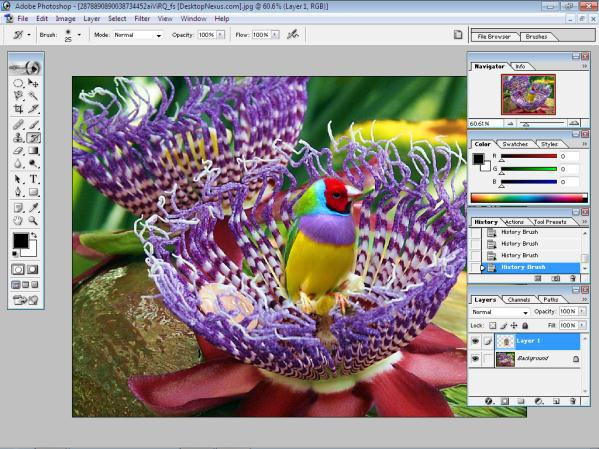 Adobe Photoshop - [2878890890638734452aiViRQ_fs [DesktopNexus.com].jpg @ 60.6% (Layer 1, RGB)]
File Edit Image Layer Select Filter View Window Help
Brush: 25 Mode: Normal Opacity: 100% Flow: 100% File Browser Brushes
Navigator Info
60.61%
Color Swatches Styles
R 0
G 0
B 0
History Actions Tool Presets
History Brush
History Brush
History Brush
History Brush
Layers Channels Paths
Normal Opacity: 100%
Lock: Fill: 100%
Layer 1
Background